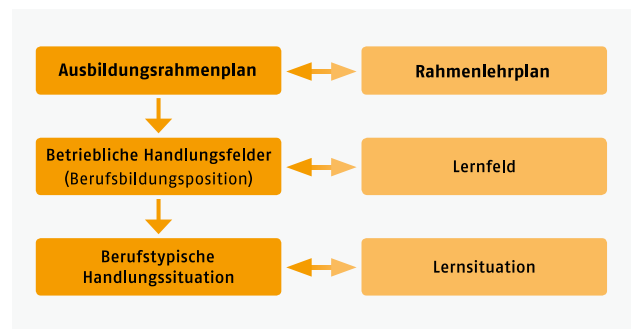 Ausbildungsrahmenplan
Rahmenlehrplan
Betriebliche Handlungsfelder
(Berufsbildungsposition)
Lernfeld
Berufstypische
Handlungssituation
Lernsituation